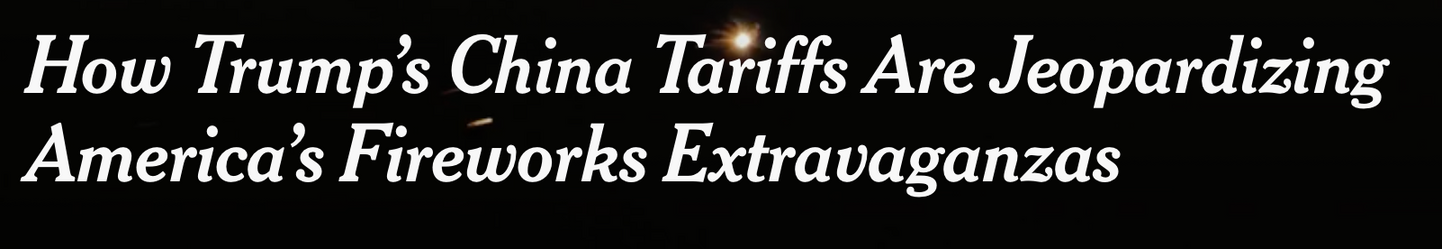 How Trump’s China Tariffs Are Jeopardizing
America’s Fireworks Extravaganzas